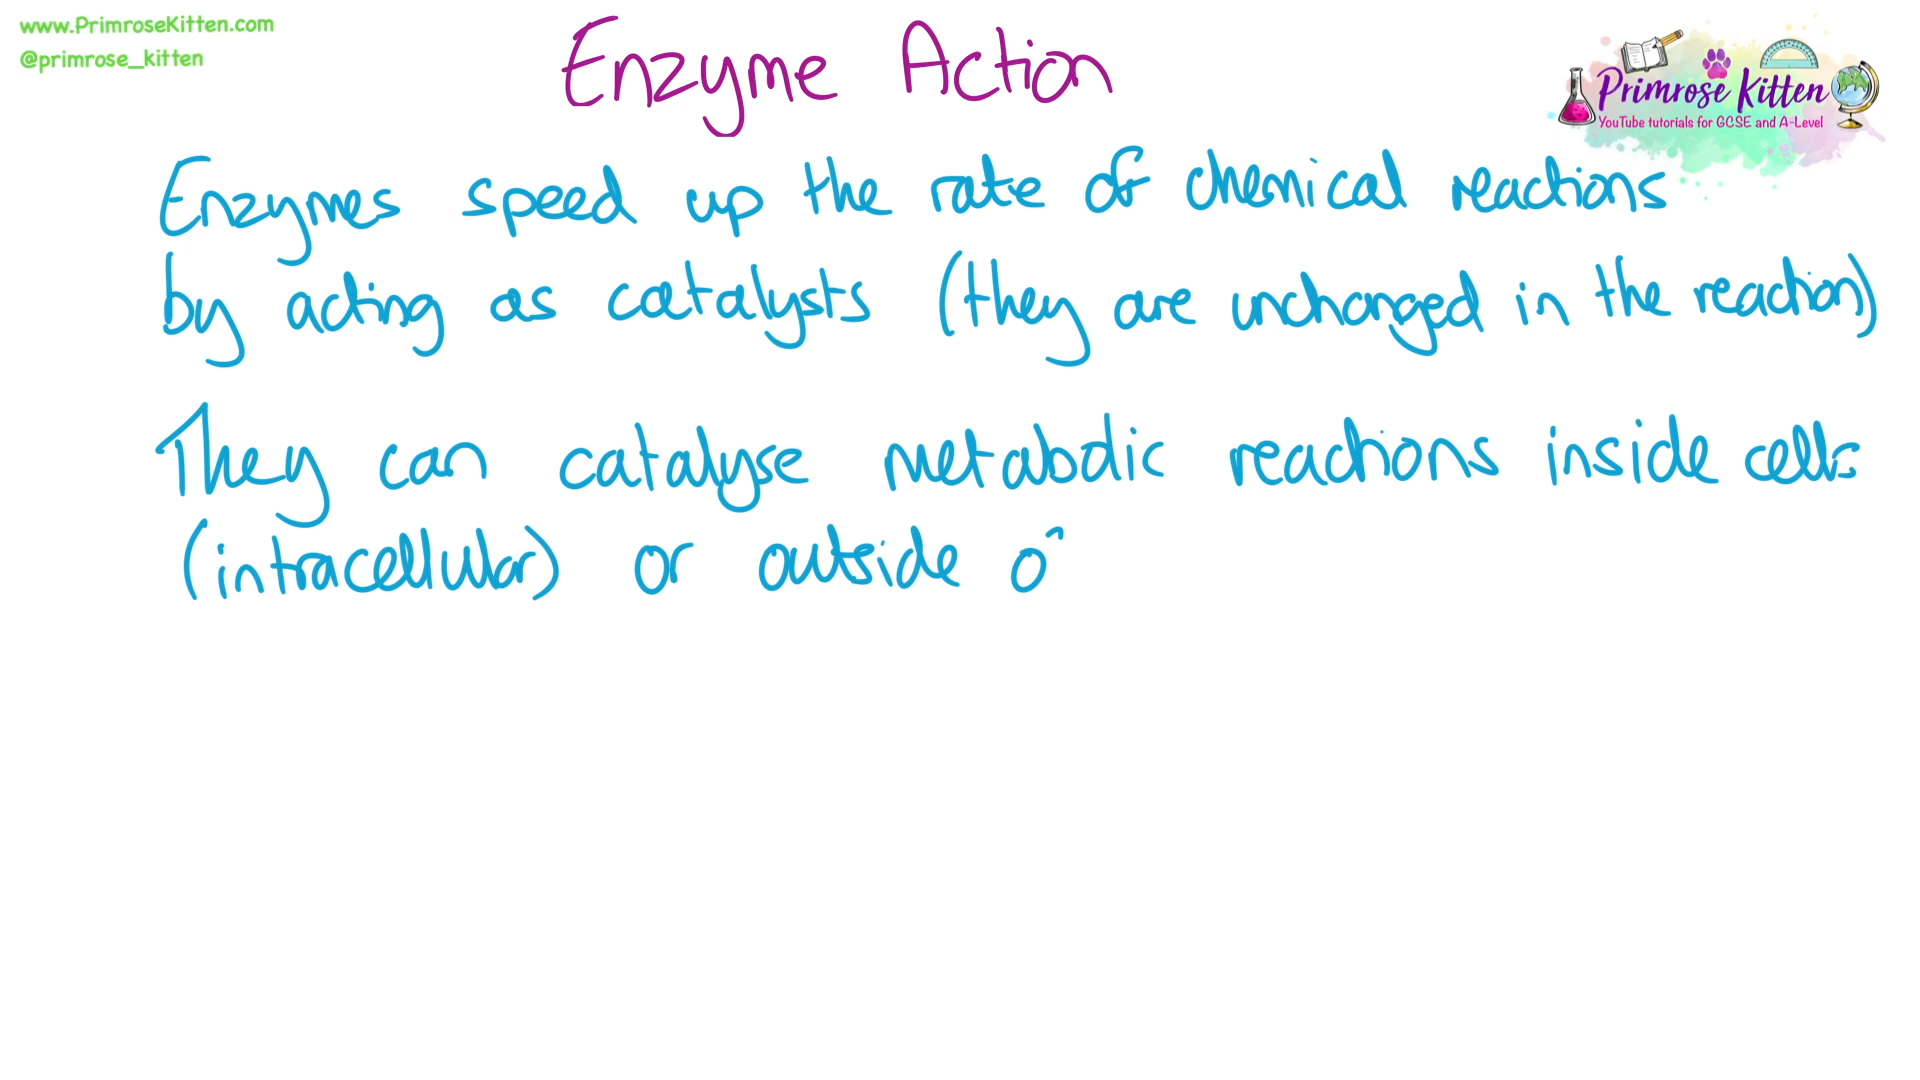 www.PrimroseKitten.com
@primrose_kitten
Enzyme Action
Primrose Kitten
YouTube tutorials for GCSE and A-Level
Enzymes speed up the rate of chemical reactions
by acting as catalysts (they are unchanged in the reaction)
They can catalyse metabolic reactions inside cells
(intracellular) or outside